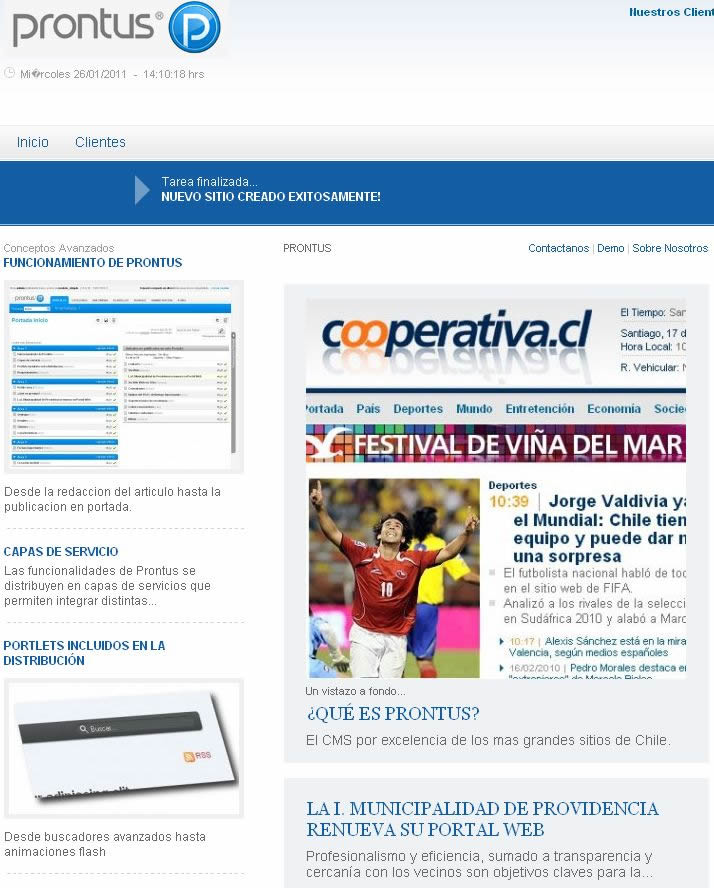 prontus®
Nuestros Client
Mi�rcoles 26/01/2011 - 14:10:18 hrs
Inicio Clientes
Tarea finalizada...
NUEVO SITIO CREADO EXITOSAMENTE!
Conceptos Avanzados
FUNCIONAMIENTO DE PRONTUS
prontus
Portada Inicio
Desde la redaccion del articulo hasta la
publicacion en portada.
CAPAS DE SERVICIO
Las funcionalidades de Prontus se
distribuyen en capas de servicios que
permiten integrar distintas...
PORTLETS INCLUIDOS EN LA
DISTRIBUCIÓN
Buscar...
RSS
Desde buscadores avanzados hasta
animaciones flash
PRONTUS
Contactanos | Demo | Sobre Nosotros
cooperativa.cl
El Tiempo: San
Santiago, 17 d
Hora Local: 10
R. Vehicular: N
Portada País Deportes Mundo Entretención Economía Socie
FESTIVAL DE VIÑA DEL MAR
Deportes
10:39 | Jorge Valdivia ya
el Mundial: Chile tien
equipo y puede dar n
una sorpresa
El futbolista nacional habló de tod
en el sitio web de FIFA.
Analizó a los rivales de la selecci
en Sudáfrica 2010 y alabó a Marc
10:17 | Alexis Sánchez está en la mira
Valencia, según medios españoles
16/02/2010 | Pedro Morales destaca e
10
Un vistazo a fondo...
¿QUÉ ES PRONTUS?
El CMS por excelencia de los mas grandes sitios de Chile.
LA I. MUNICIPALIDAD DE PROVIDENCIA
RENUEVA SU PORTAL WEB
Profesionalismo y eficiencia, sumado a transparencia y
cercanía con los vecinos son objetivos claves para la...